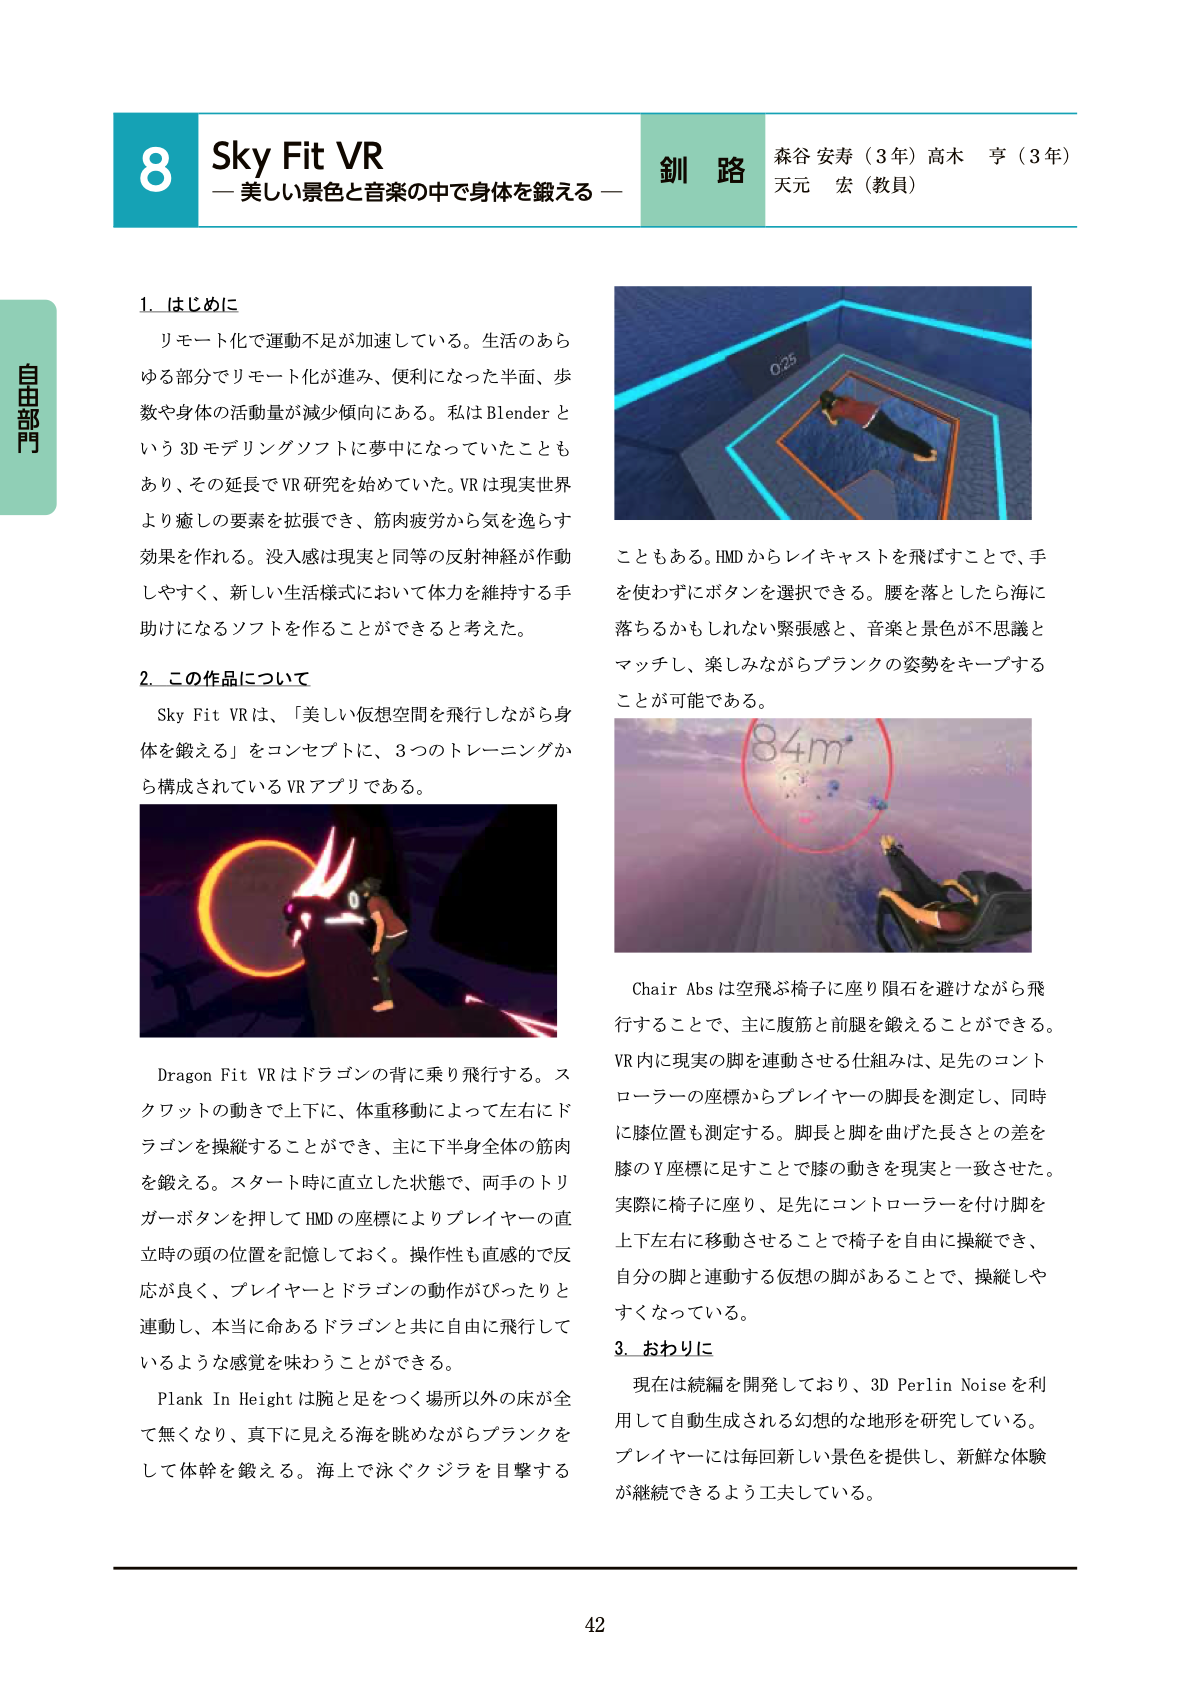 8
Sky Fit VR
― 美しい景色と音楽の中で身体を鍛える ―
釧 路
森谷 安寿（３年）高木 亨（３年）
天元 宏（教員）
自由部門
1. はじめに
リモート化で運動不足が加速している。生活のあら
ゆる部分でリモート化が進み、便利になった半面、歩
数や身体の活動量が減少傾向にある。私は Blender と
いう 3D モデリングソフトに夢中になっていたことも
あり、その延長で VR 研究を始めていた。VR は現実世界
より癒しの要素を拡張でき、筋肉疲労から気を逸らす
効果を作れる。没入感は現実と同等の反射神経が作動
しやすく、新しい生活様式において体力を維持する手
助けになるソフトを作ることができると考えた。
2. この作品について
Sky Fit VR は、「美しい仮想空間を飛行しながら身
体を鍛える」をコンセプトに、３つのトレーニングか
ら構成されている VR アプリである。
Dragon Fit VR はドラゴンの背に乗り飛行する。ス
クワットの動きで上下に、体重移動によって左右にド
ラゴンを操縦することができ、主に下半身全体の筋肉
を鍛える。スタート時に直立した状態で、両手のトリ
ガーボタンを押して HMD の座標によりプレイヤーの直
立時の頭の位置を記憶しておく。操作性も直感的で反
応が良く、プレイヤーとドラゴンの動作がぴったりと
連動し、本当に命あるドラゴンと共に自由に飛行して
いるような感覚を味わうことができる。
Plank In Height は腕と足をつく場所以外の床が全
て無くなり、真下に見える海を眺めながらプランクを
して体幹を鍛える。海上で泳ぐクジラを目撃する
0:25
こともある。HMD からレイキャストを飛ばすことで、手
を使わずにボタンを選択できる。腰を落としたら海に
落ちるかもしれない緊張感と、音楽と景色が不思議と
マッチし、楽しみながらプランクの姿勢をキープする
ことが可能である。
84m
Chair Abs は空飛ぶ椅子に座り隕石を避けながら飛
行することで、主に腹筋と前腿を鍛えることができる。
VR 内に現実の脚を連動させる仕組みは、足先のコント
ローラーの座標からプレイヤーの脚長を測定し、同時
に膝位置も測定する。脚長と脚を曲げた長さとの差を
膝の Y 座標に足すことで膝の動きを現実と一致させた。
実際に椅子に座り、足先にコントローラーを付け脚を
上下左右に移動させることで椅子を自由に操縦でき、
自分の脚と連動する仮想の脚があることで、操縦しや
すくなっている。
3. おわりに
現在は続編を開発しており、3D Perlin Noise を利
用して自動生成される幻想的な地形を研究している。
プレイヤーには毎回新しい景色を提供し、新鮮な体験
が継続できるよう工夫している。
42